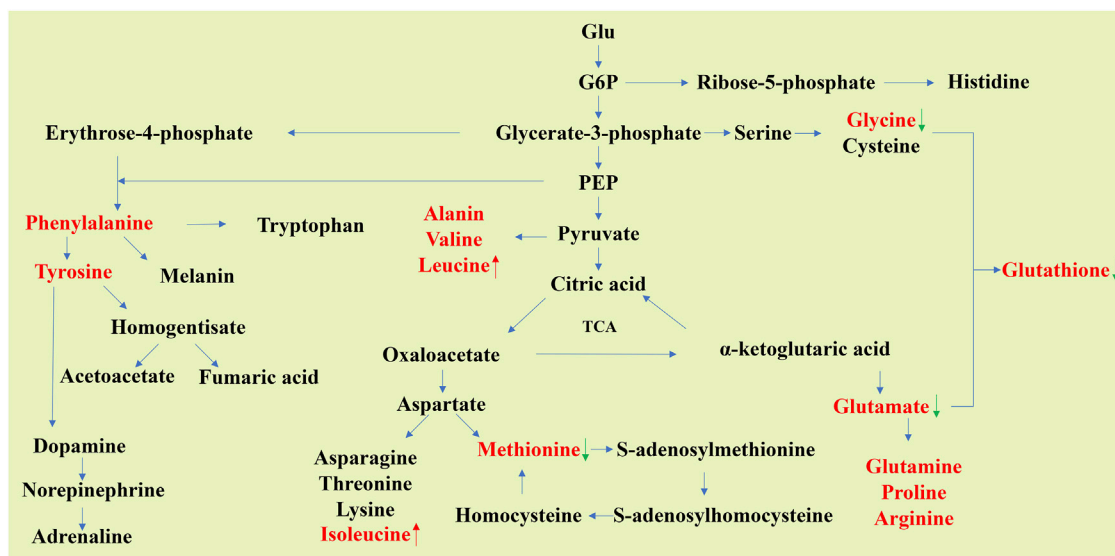 Glu
G6P
Ribose-5-phosphate
Histidine
Erythrose-4-phosphate
Glycerate-3-phosphate
Serine
Glycine
Cysteine
PEP
Phenylalanine
Tryptophan
Alanin
Valine
Leucine
Pyruvate
Tyrosine
Melanin
Citric acid
Glutathione
Homogentisate
TCA
Oxaloacetate
α-ketoglutaric acid
Acetoacetate
Fumaric acid
Aspartate
Glutamate
Dopamine
Norepinephrine
Adrenaline
Asparagine
Threonine
Lysine
Isoleucine
Methionine
S-adenosylmethionine
Homocysteine
S-adenosylhomocysteine
Glutamine
Proline
Arginine